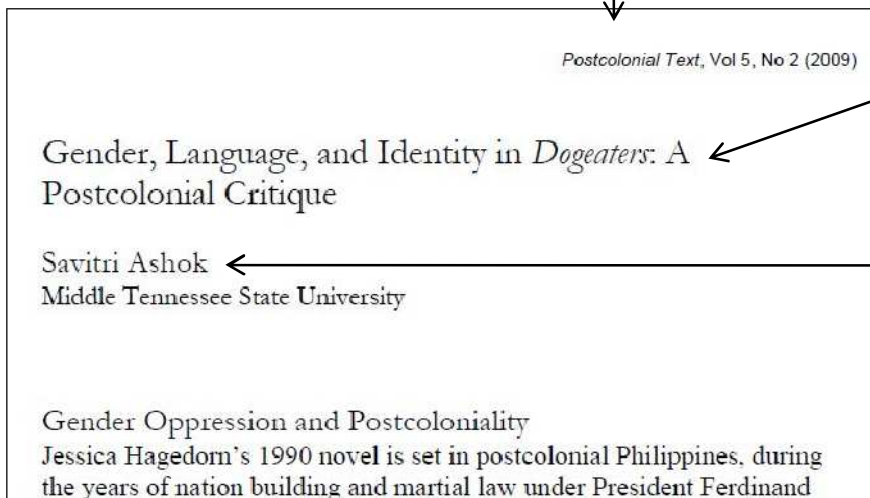 Postcolonial Text, Vol 5, No 2 (2009)
Gender, Language, and Identity in Dogeaters: A
Postcolonial Critique
Savitri Ashok
Middle Tennessee State University
Gender Oppression and Postcoloniality
Jessica Hagedorn's 1990 novel is set in postcolonial Philippines, during
the years of nation building and martial law under President Ferdinand